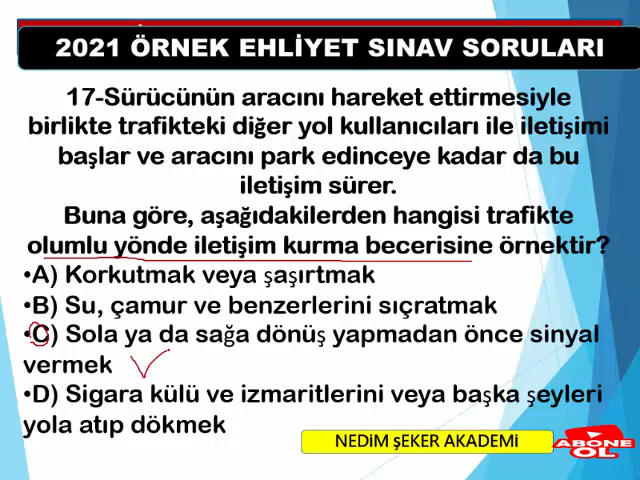 2021 ÖRNEK EHLİYET SINAV SORULARI
17-Sürücünün aracını hareket ettirmesiyle
birlikte trafikteki diğer yol kullanıcıları ile iletişimi
başlar ve aracını park edinceye kadar da bu
iletişim sürer.
Buna göre, aşağıdakilerden hangisi trafikte
olumlu yönde iletişim kurma becerisine örnektir?
•A) Korkutmak veya şaşırtmak
•B) Su, çamur ve benzerlerini sıçratmak
•C) Sola ya da sağa dönüş yapmadan önce sinyal
vermek
•D) Sigara külü ve izmaritlerini veya başka şeyleri
yola atıp dökmek
NEDİM ŞEKER AKADEMİ
ABONE
OL